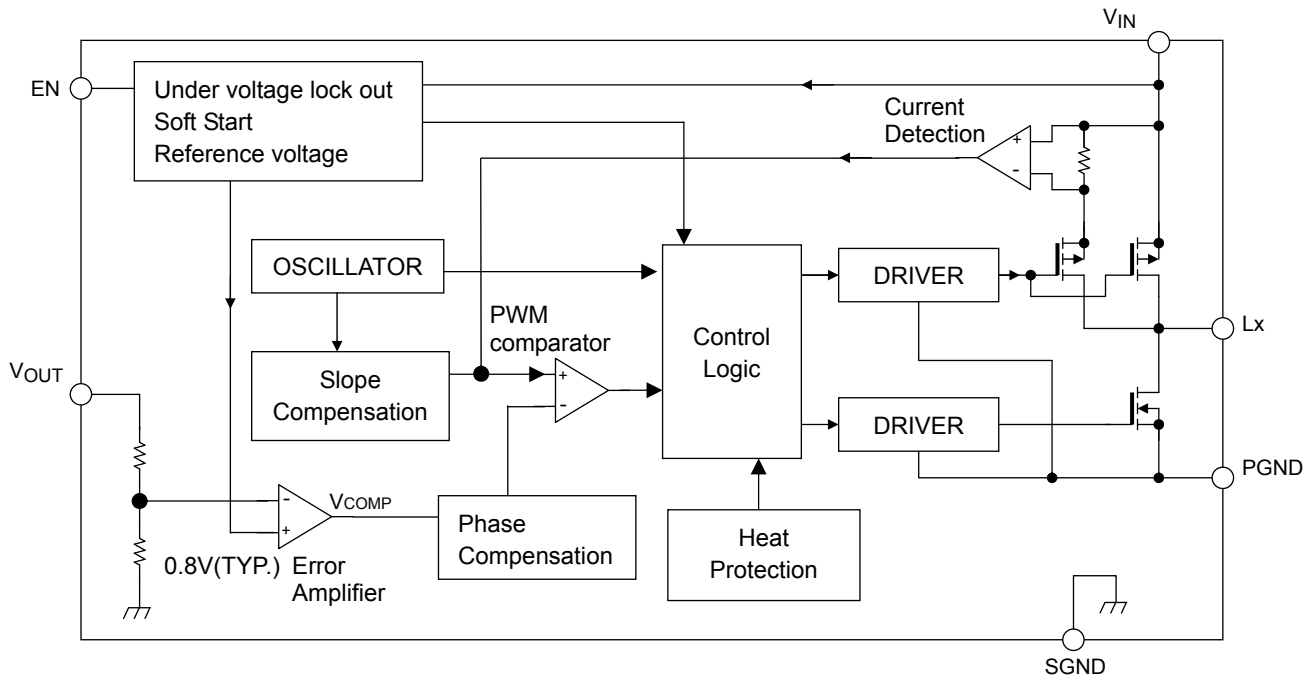 VIN
EN
Under voltage lock out
Soft Start
Reference voltage
Current
Detection
+
-
OSCILLATOR
DRIVER
PWM
comparator
Control
Logic
Lx
VOUT
Slope
Compensation
+
-
DRIVER
PGND
-
+
VCOMP
Phase
Compensation
Heat
Protection
0.8V(TYP.) Error
Amplifier
SGND